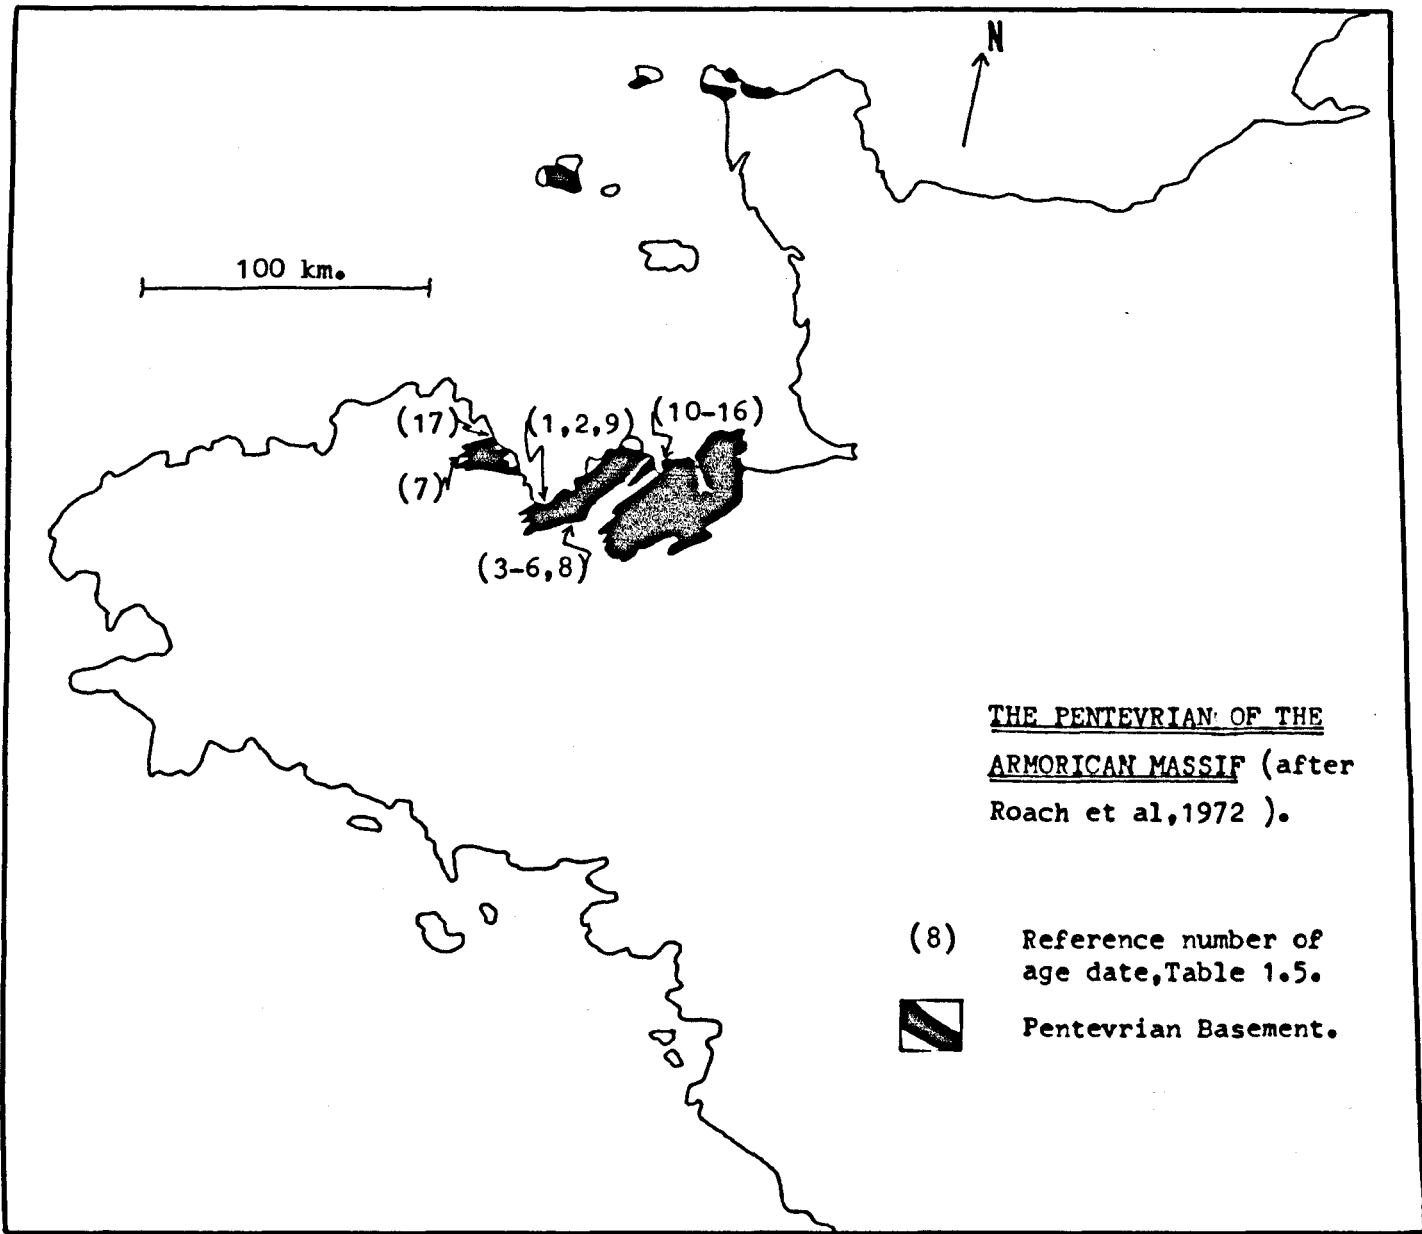 N
100 km.
(17) (1,2,9) (10-16)
(7)
(3-6,8)
THE PENTEVRIAN OF THE
ARMORICAN MASSIF (after
Roach et al,1972 ).
(8) Reference number of
age date,Table 1.5.
Pentevrian Basement.